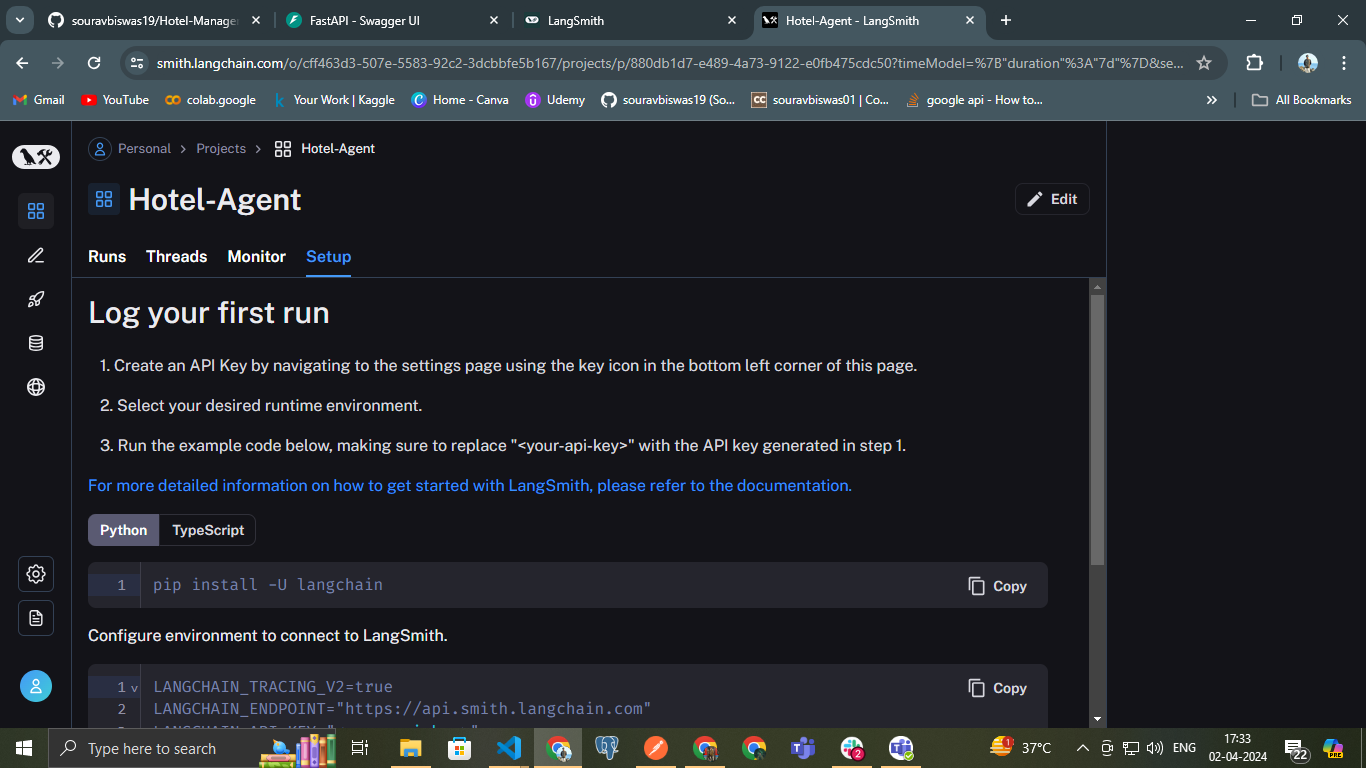 souravbiswas19/Hotel-Manager
FastAPI - Swagger UI
LangSmith
Hotel-Agent - LangSmith
smith.langchain.com/o/cff463d3-507e-5583-92c2-3dcbbfe5b167/projects/p/880db1d7-e489-4a73-9122-e0fb475cdc50?timeModel=%7B"duration"%3A"7d"%7D&se...
Gmail
YouTube
colab.google
Your Work | Kaggle
Home - Canva
Udemy
souravbiswas19 (So...
souravbiswas01 | Co...
google api - How to...
All Bookmarks
Personal > Projects > Hotel-Agent
Hotel-Agent
Edit
Runs
Threads
Monitor
Setup
Log your first run
1. Create an API Key by navigating to the settings page using the key icon in the bottom left corner of this page.
2. Select your desired runtime environment.
3. Run the example code below, making sure to replace "<your-api-key>" with the API key generated in step 1.
For more detailed information on how to get started with LangSmith, please refer to the documentation.
Python
TypeScript
1 pip install -U langchain
Copy
Configure environment to connect to LangSmith.
1 LANGCHAIN_TRACING_V2=true
Copy
2 LANGCHAIN_ENDPOINT="https://api.smith.langchain.com"
Type here to search
37°C
ENG
17:33
02-04-2024
22